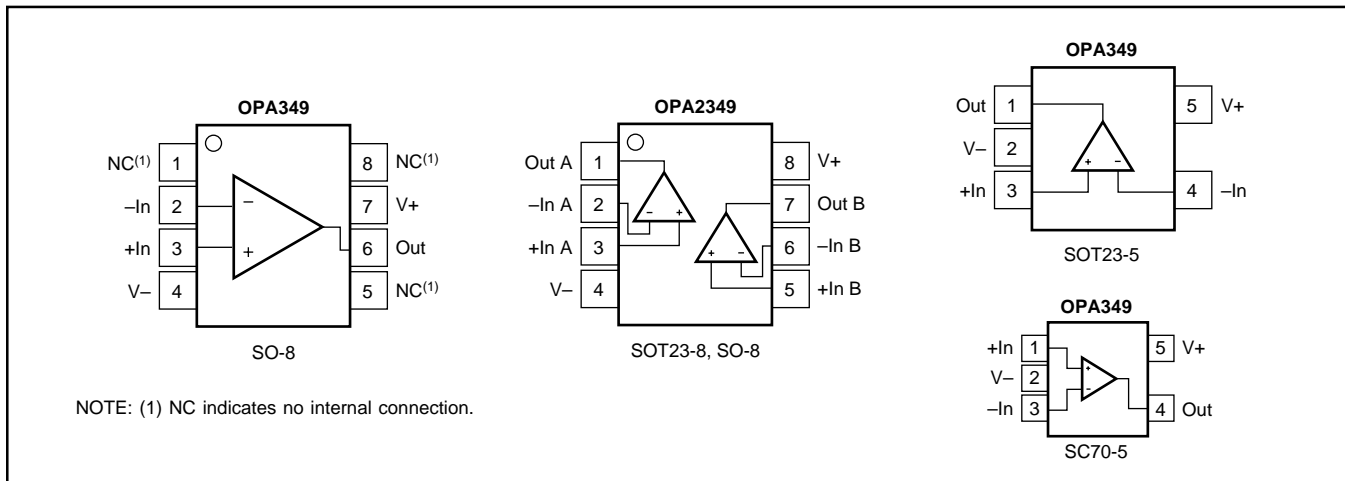 OPA349
NC(1) 1 8 NC(1)
–In 2 – 7 V+
+In 3 + 6 Out
V– 4 5 NC(1)
SO-8
OPA2349
Out A 1 8 V+
–In A 2 – + 7 Out B
+In A 3 + – 6 –In B
V– 4 5 +In B
SOT23-8, SO-8
OPA349
Out 1 5 V+
V– 2
+In 3 + – 4 –In
SOT23-5
OPA349
+In 1 + 5 V+
V– 2
–In 3 – 4 Out
SC70-5
NOTE: (1) NC indicates no internal connection.